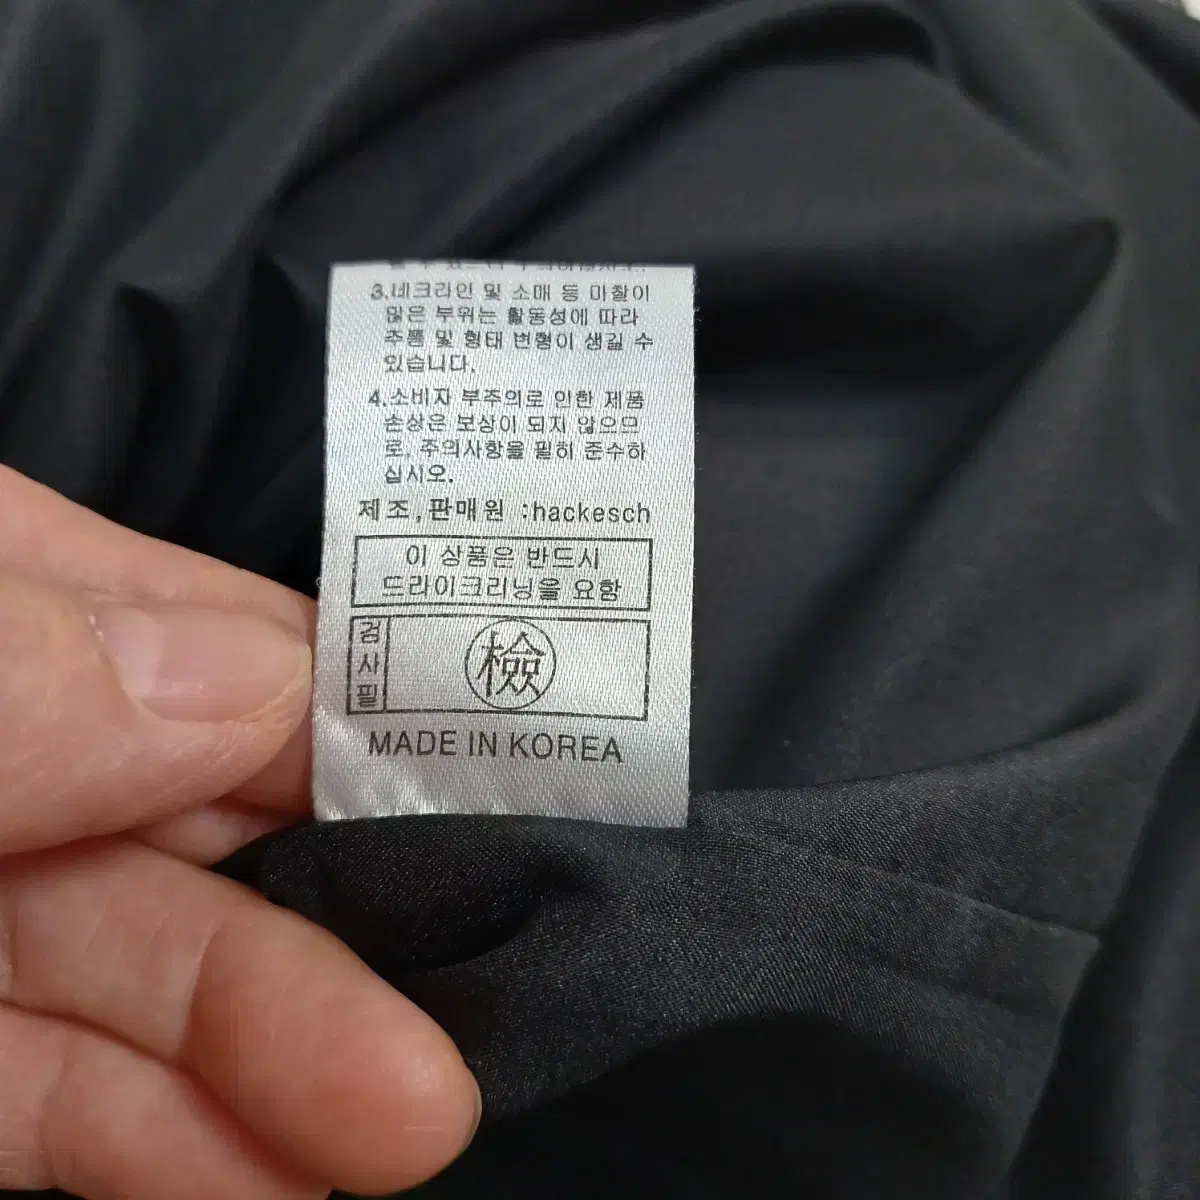 3.네크라인 및 소매 등 마찰이
많은 부위는 활동성에 따라
주름 및 형태 변형이 생길 수
있습니다.
4.소비자 부주의로 인한 제품
손상은 보상이 되지 않으므
로, 주의사항을 필히 준수하
십시오.
제조,판매원 :hackesch
이 상품은 반드시
드라이크리닝을 요함
검사필
檢
MADE IN KOREA